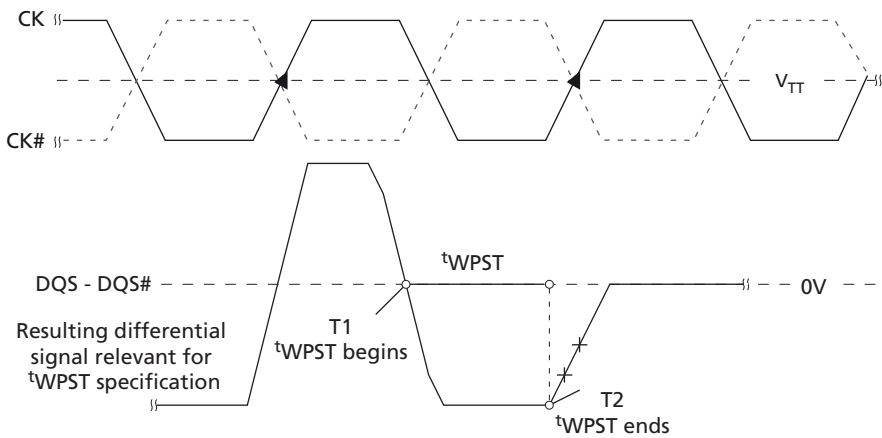 CK
VTT
CK#
tWPST
DQS - DQS#
0V
Resulting differential
signal relevant for
tWPST specification
T1
tWPST begins
T2
tWPST ends